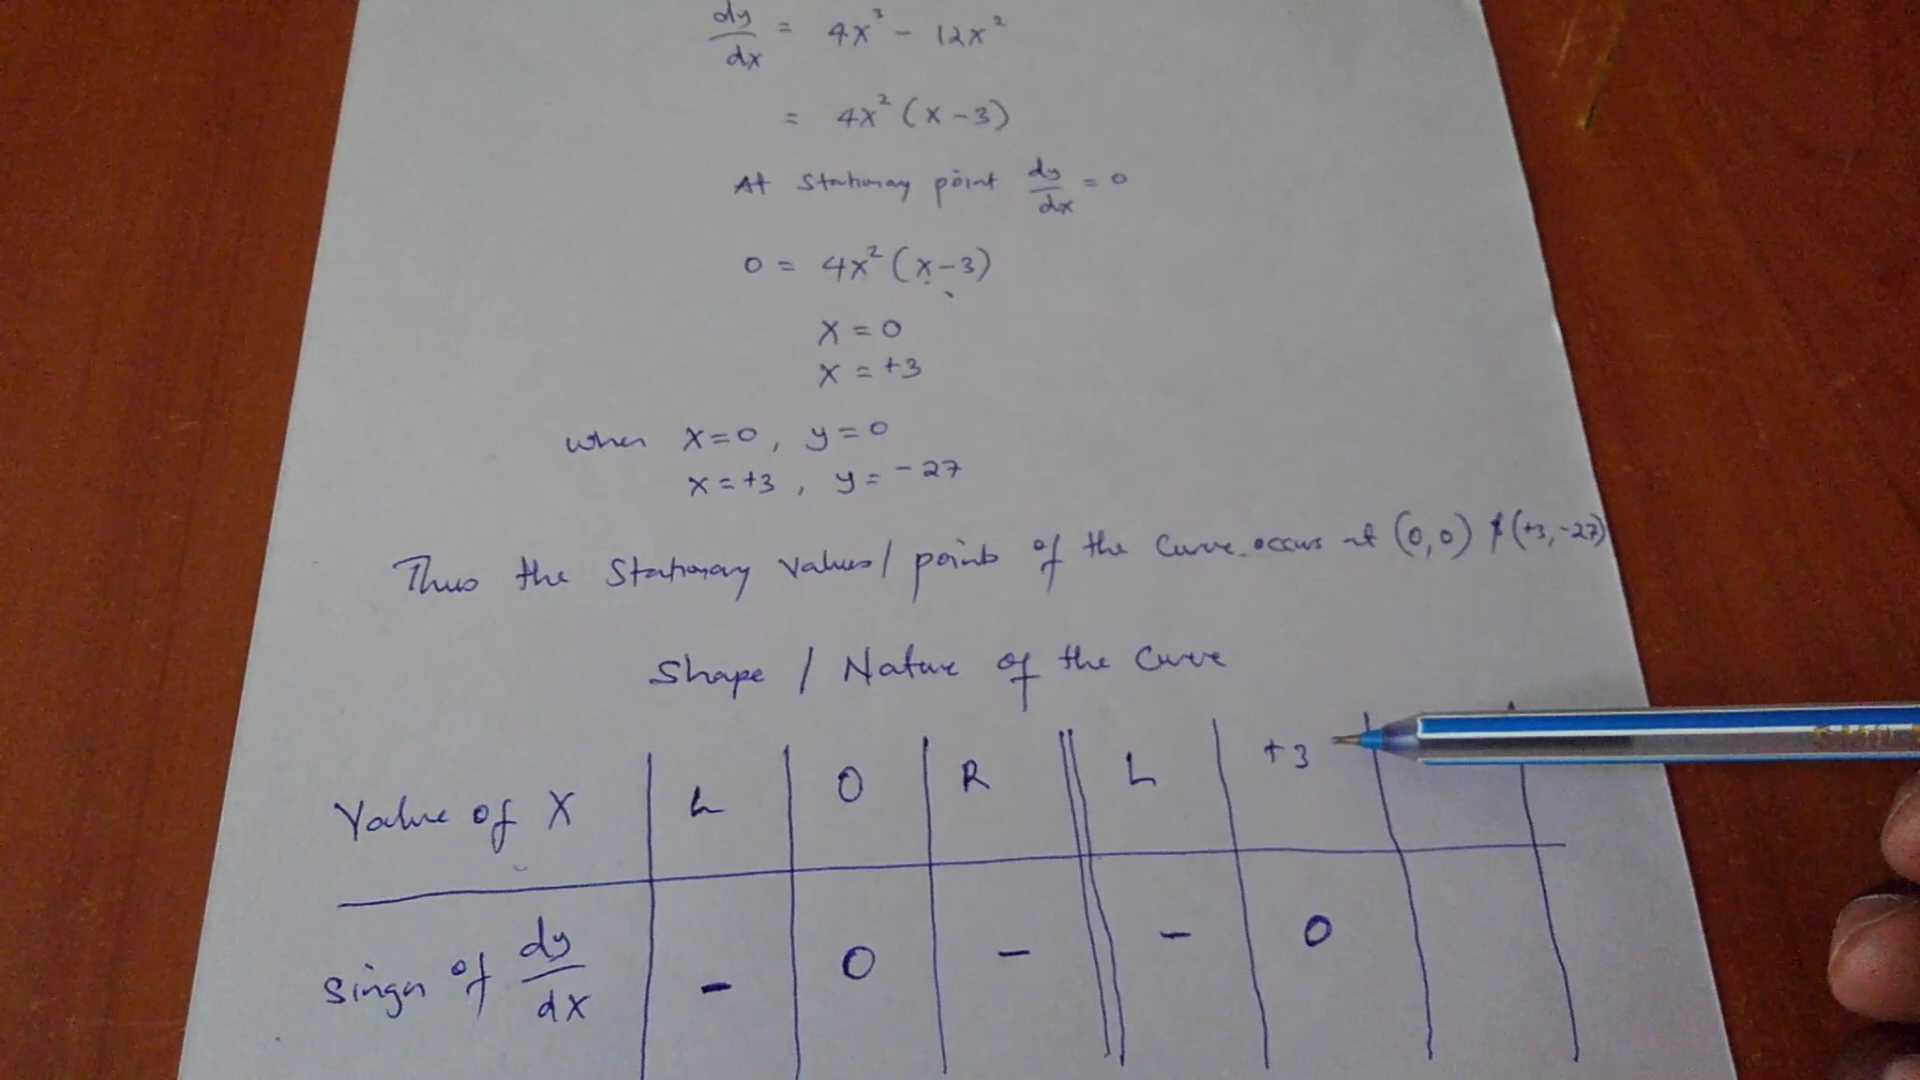 dy/dx = 4x³ - 12x²
= 4x² (x - 3)
At Stationary point dy/dx = 0
0 = 4x² (x - 3)
x = 0
x = +3
when x = 0, y = 0
x = +3, y = -27
Thus the Stationary values/ points of the curve occurs at (0,0) & (+3,-27)
Shape / Nature of the Curve
Value of X | L | 0 | R || L | +3 |
Singn of dy/dx | - | 0 | - || - | 0 |